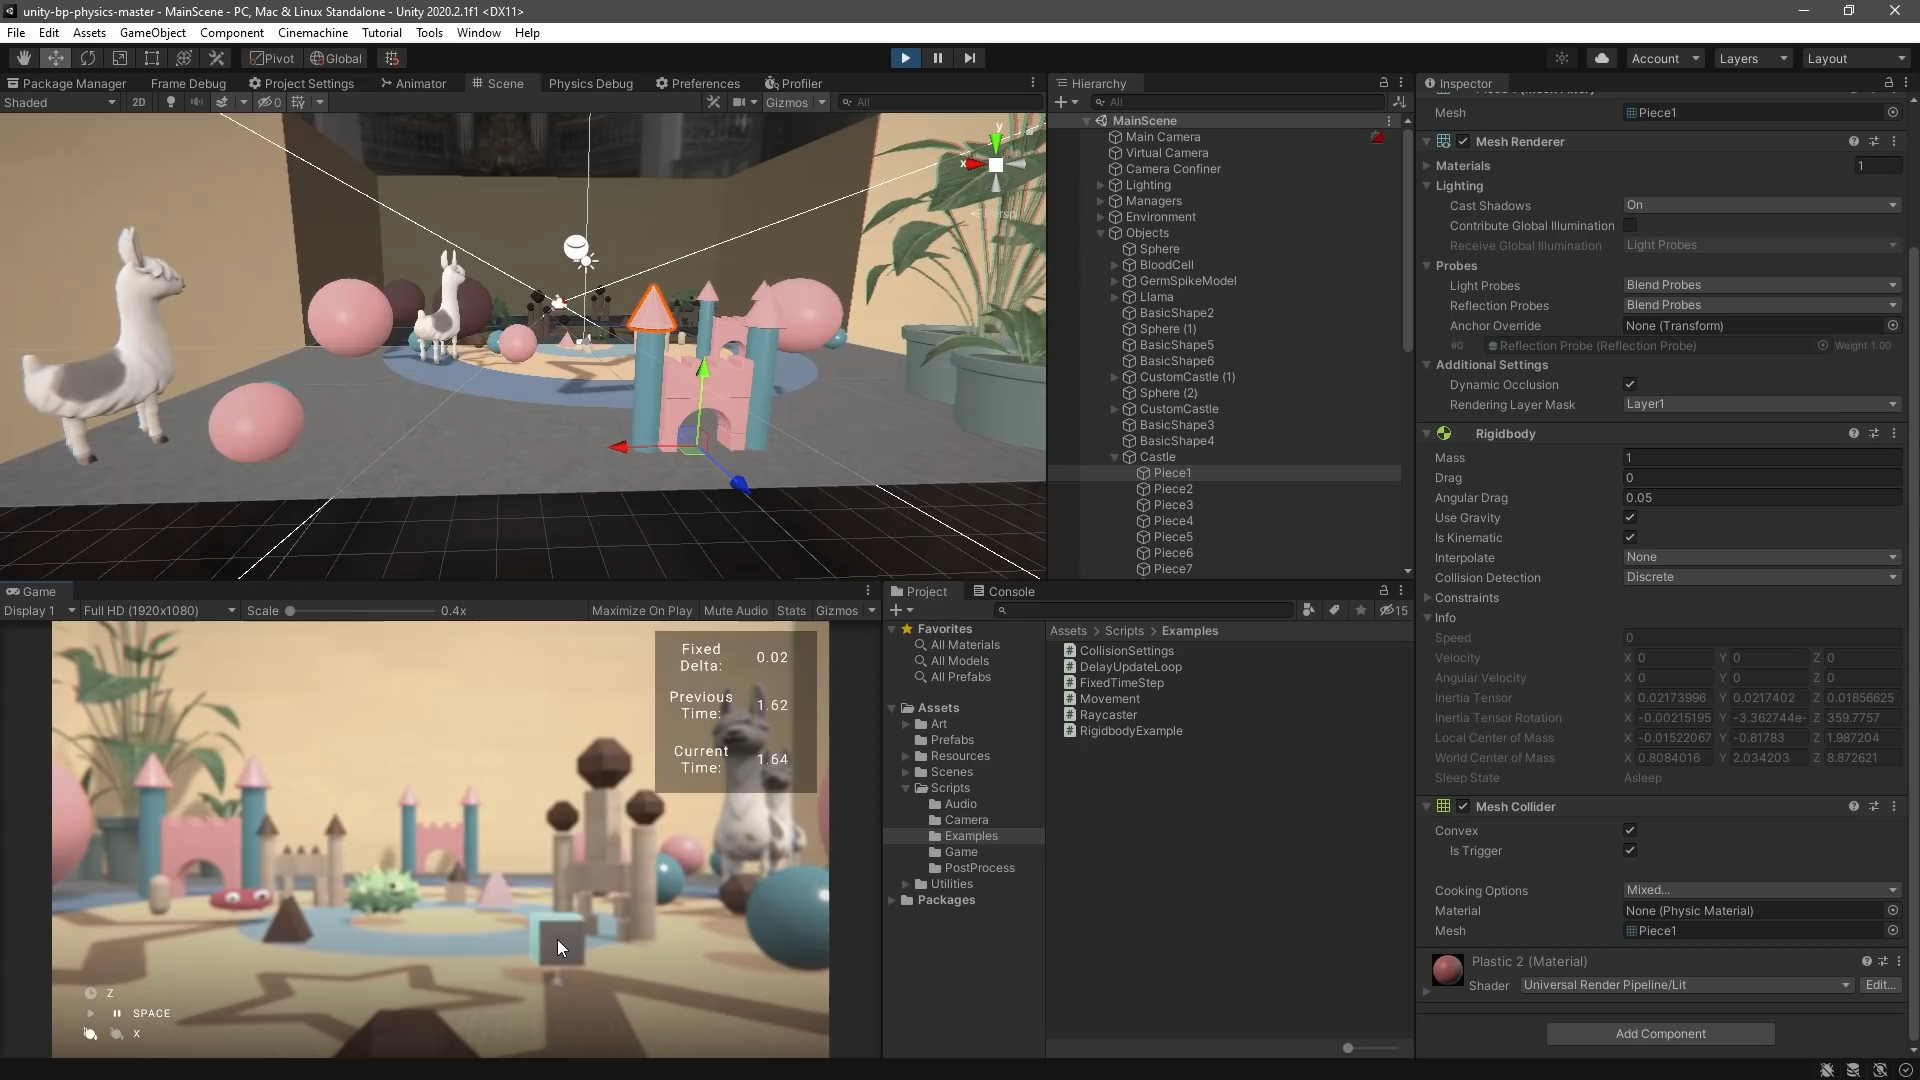 unity-bp-physics-master - MainScene - PC, Mac & Linux Standalone - Unity 2020.2.1f1 <DX11>
File Edit Assets GameObject Component Cinemachine Tutorial Tools Window Help
Pivot Global Account Layers Layout
Package Manager Frame Debug Project Settings Animator Scene Physics Debug Preferences Profiler
Shaded 2D 0 Gizmos All
y
x
Persp
Hierarchy
All
MainScene
Main Camera
Virtual Camera
Camera Confiner
Lighting
Managers
Environment
Objects
Sphere
BloodCell
GermSpikeModel
Llama
BasicShape2
Sphere (1)
BasicShape5
BasicShape6
CustomCastle (1)
Sphere (2)
CustomCastle
BasicShape3
BasicShape4
Castle
Piece1
Piece2
Piece3
Piece4
Piece5
Piece6
Piece7
Game
Display 1 Full HD (1920x1080) Scale 0.4x Maximize On Play Mute Audio Stats Gizmos
Fixed
Delta: 0.02
Previous
Time: 1.62
Current
Time: 1.64
Z
SPACE
X
Project Console
15
Favorites
All Materials
All Models
All Prefabs
Assets
Art
Prefabs
Resources
Scenes
Scripts
Audio
Camera
Examples
Game
PostProcess
Utilities
Packages
Assets > Scripts > Examples
CollisionSettings
DelayUpdateLoop
FixedTimeStep
Movement
Raycaster
RigidbodyExample
Inspector
Mesh Piece1
Mesh Renderer
Materials 1
Lighting
Cast Shadows On
Contribute Global Illumination
Receive Global Illumination Light Probes
Probes
Light Probes Blend Probes
Reflection Probes Blend Probes
Anchor Override None (Transform)
#0 Reflection Probe (Reflection Probe) Weight 1.00
Additional Settings
Dynamic Occlusion
Rendering Layer Mask Layer1
Rigidbody
Mass 1
Drag 0
Angular Drag 0.05
Use Gravity
Is Kinematic
Interpolate None
Collision Detection Discrete
Constraints
Info
Speed 0
Velocity X 0 Y 0 Z 0
Angular Velocity X 0 Y 0 Z 0
Inertia Tensor X 0.02173996 Y 0.0217402 Z 0.01856625
Inertia Tensor Rotation X -0.00215195 Y -3.362744e- Z 359.7757
Local Center of Mass X -0.01522067 Y -0.81783 Z 1.987204
World Center of Mass X 0.8084016 Y 2.034203 Z 8.872621
Sleep State Asleep
Mesh Collider
Convex
Is Trigger
Cooking Options Mixed...
Material None (Physic Material)
Mesh Piece1
Plastic 2 (Material)
Shader Universal Render Pipeline/Lit Edit...
Add Component